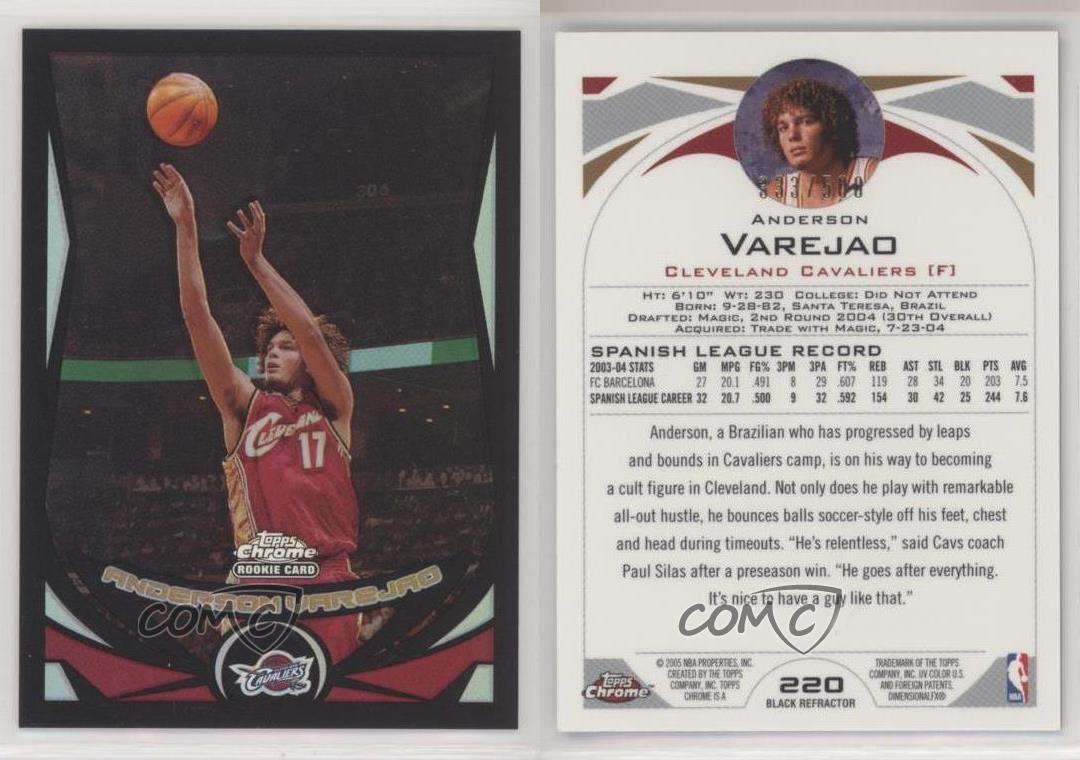 306
CLEVELAND
17
Topps
Chrome
ROOKIE CARD
ANDERSON VAREJAO
COMC
CAVALIERS
333/500
ANDERSON
VAREJAO
CLEVELAND CAVALIERS [F]
HT: 6'10" WT: 230 COLLEGE: DID NOT ATTEND
BORN: 9-28-82, SANTA TERESA, BRAZIL
DRAFTED: MAGIC, 2ND ROUND 2004 (30TH OVERALL)
ACQUIRED: TRADE WITH MAGIC, 7-23-04
SPANISH LEAGUE RECORD
2003-04 STATS GM MPG FG% 3PM 3PA FT% REB AST STL BLK PTS AVG
FC BARCELONA 27 20.1 .491 8 29 .607 119 28 34 20 203 7.5
SPANISH LEAGUE CAREER 32 20.7 .500 9 32 .592 154 30 42 25 244 7.6
Anderson, a Brazilian who has progressed by leaps
and bounds in Cavaliers camp, is on his way to becoming
a cult figure in Cleveland. Not only does he play with remarkable
all-out hustle, he bounces balls soccer-style off his feet, chest
and head during timeouts. "He's relentless," said Cavs coach
Paul Silas after a preseason win. "He goes after everything.
It's nice to have a guy like that."
COMC
Topps
Chrome™
© 2005 NBA PROPERTIES, INC.
CREATED BY THE TOPPS
COMPANY, INC. TOPPS
CHROME IS A
220
BLACK REFRACTOR
TRADEMARK OF THE TOPPS
COMPANY, INC. UV COLOR U.S.
AND FOREIGN PATENTS,
DIMENSIONALFX®
NBA